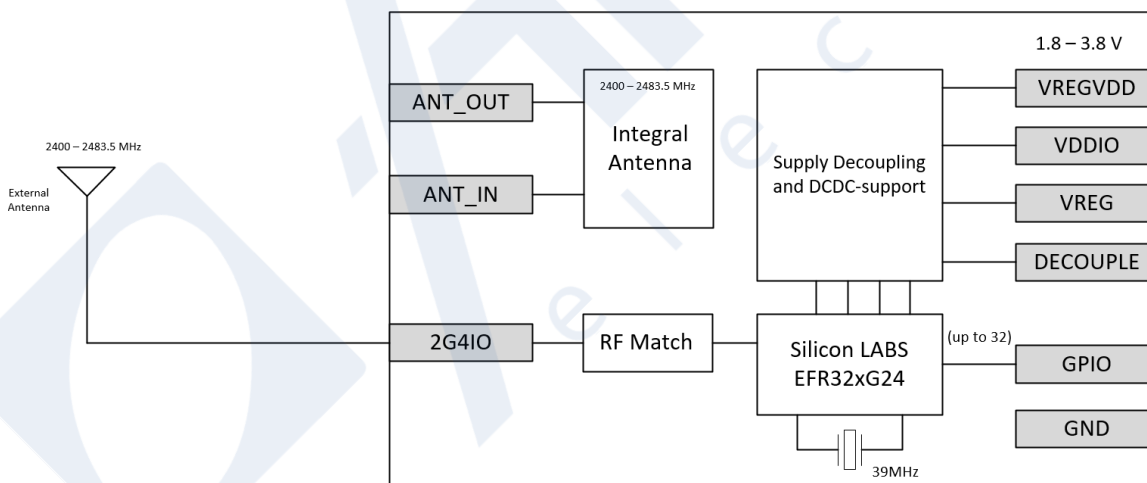 1.8 – 3.8 V
ANT_OUT
2400 – 2483.5 MHz
Integral
Antenna
ANT_IN
2400 – 2483.5 MHz
External
Antenna
Supply Decoupling
and DCDC-support
VREGVDD
VDDIO
VREG
DECOUPLE
2G4IO
RF Match
Silicon LABS
EFR32xG24
(up to 32)
GPIO
GND
39MHz
elec